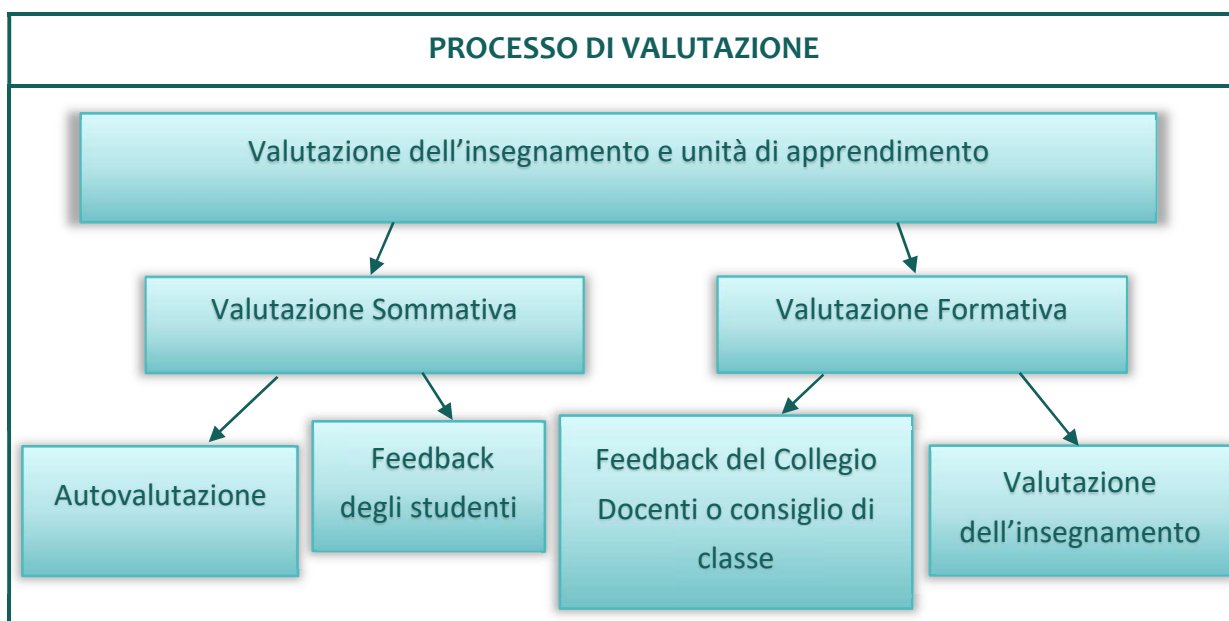 PROCESSO DI VALUTAZIONE
Valutazione dell’insegnamento e unità di apprendimento
Valutazione Sommativa
Valutazione Formativa
Autovalutazione
Feedback
degli studenti
Feedback del Collegio
Docenti o consiglio di
classe
Valutazione
dell’insegnamento